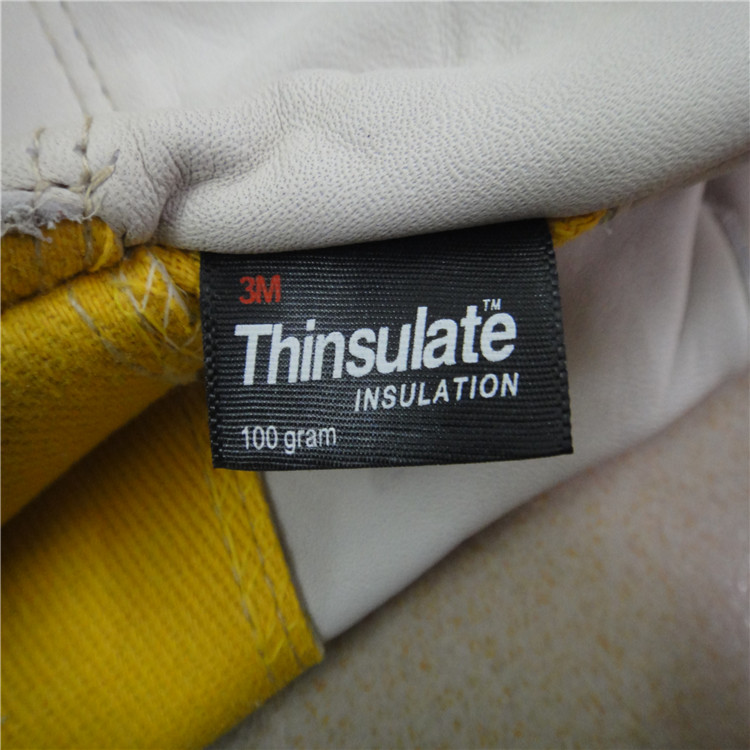 3M
Thinsulate™
INSULATION
100 gram